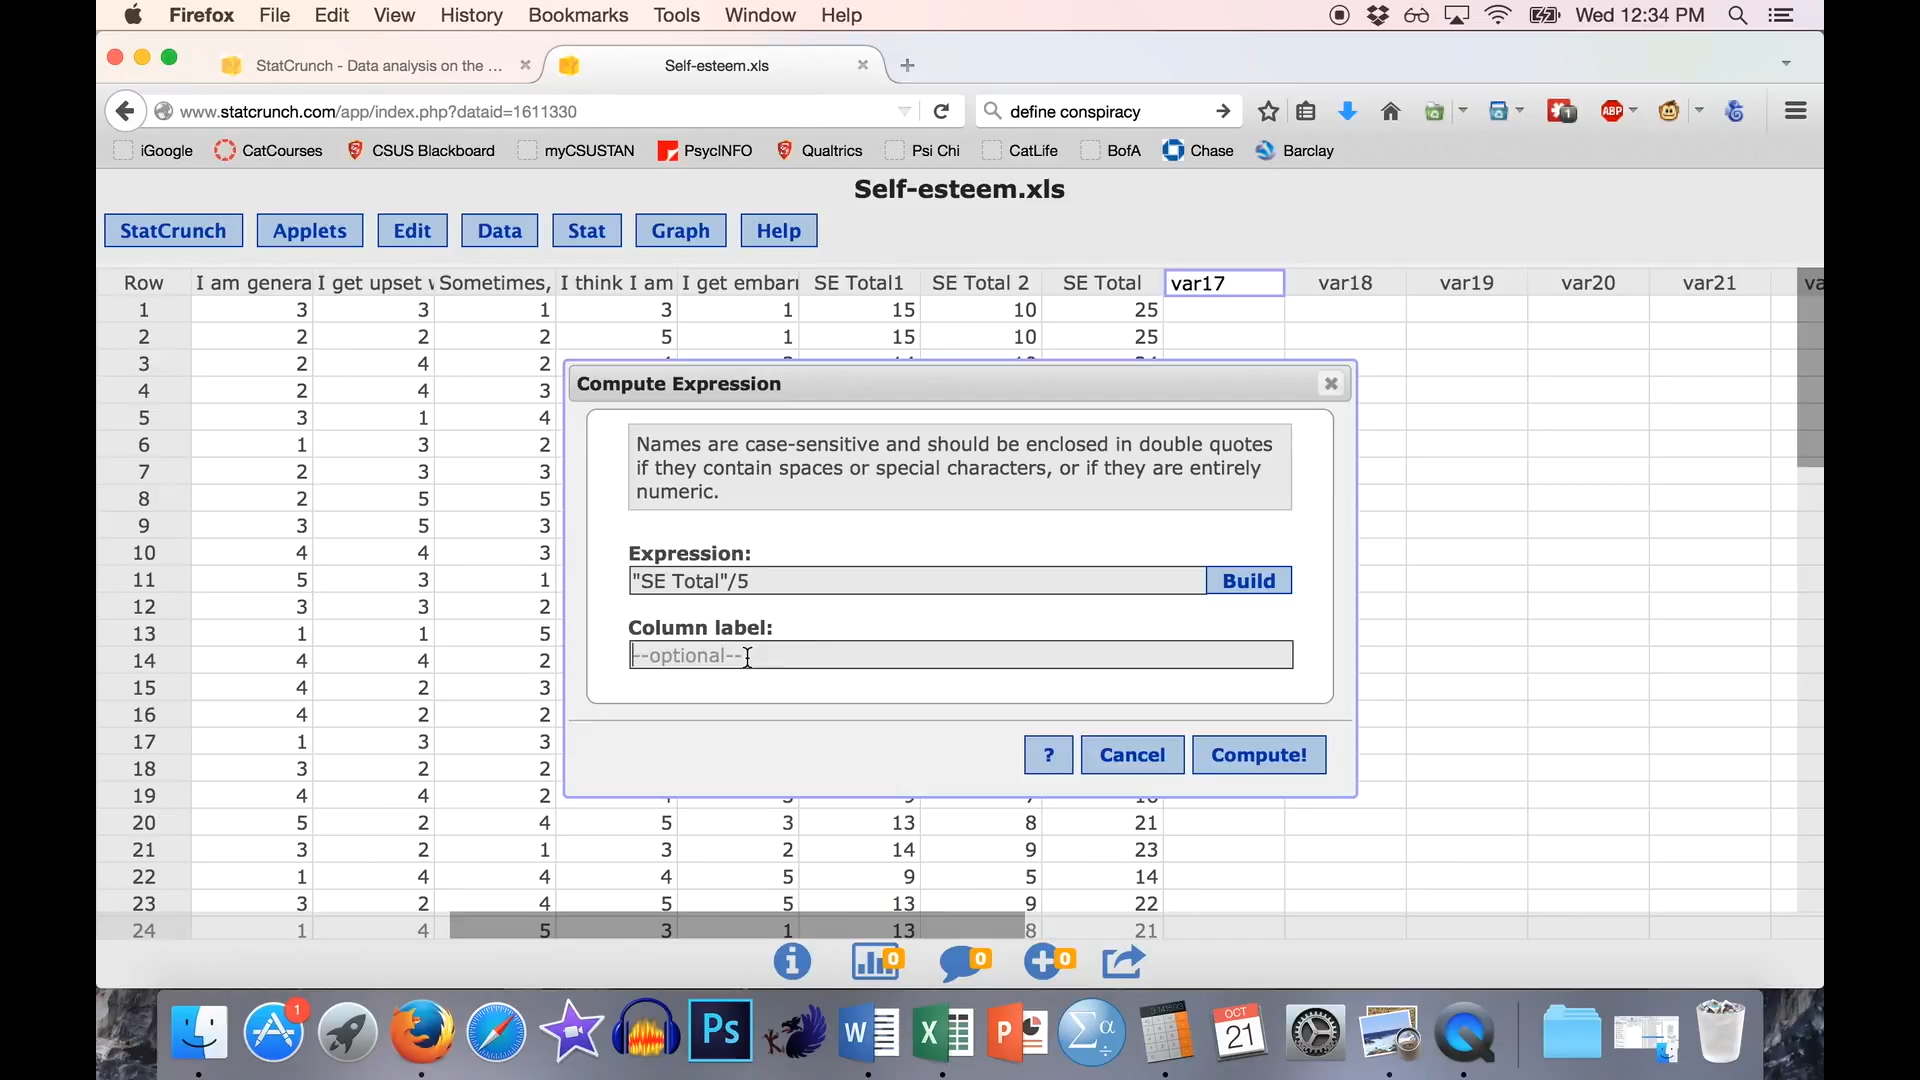 Firefox File Edit View History Bookmarks Tools Window Help Wed 12:34 PM
StatCrunch - Data analysis on the ... Self-esteem.xls
www.statcrunch.com/app/index.php?dataid=1611330 define conspiracy 1 ABP
iGoogle CatCourses CSUS Blackboard myCSUSTAN PsycINFO Qualtrics Psi Chi CatLife BofA Chase Barclay
Self-esteem.xls
StatCrunch Applets Edit Data Stat Graph Help
Row I am genera I get upset Sometimes, I think I am I get embarr SE Total1 SE Total 2 SE Total var17 var18 var19 var20 var21 va
1 3 3 1 3 1 15 10 25
2 2 2 2 5 1 15 10 25
3 2 4 2
4 2 4 3
5 3 1 4
6 1 3 2
7 2 3 3
8 2 5 5
9 3 5 3
10 4 4 3
11 5 3 1
12 3 3 2
13 1 1 5
14 4 4 2
15 4 2 3
16 4 2 2
17 1 3 3
18 3 2 2
19 4 4 2
20 5 2 4 5 3 13 8 21
21 3 2 1 3 2 14 9 23
22 1 4 4 4 5 9 5 14
23 3 2 4 5 5 13 9 22
24 1 4 5 3 1 13 8 21
Compute Expression
Names are case-sensitive and should be enclosed in double quotes
if they contain spaces or special characters, or if they are entirely
numeric.
Expression:
"SE Total"/5 Build
Column label:
--optional--
? Cancel Compute!
0 0 0
1 Ps W X P Σα÷ OCT 21